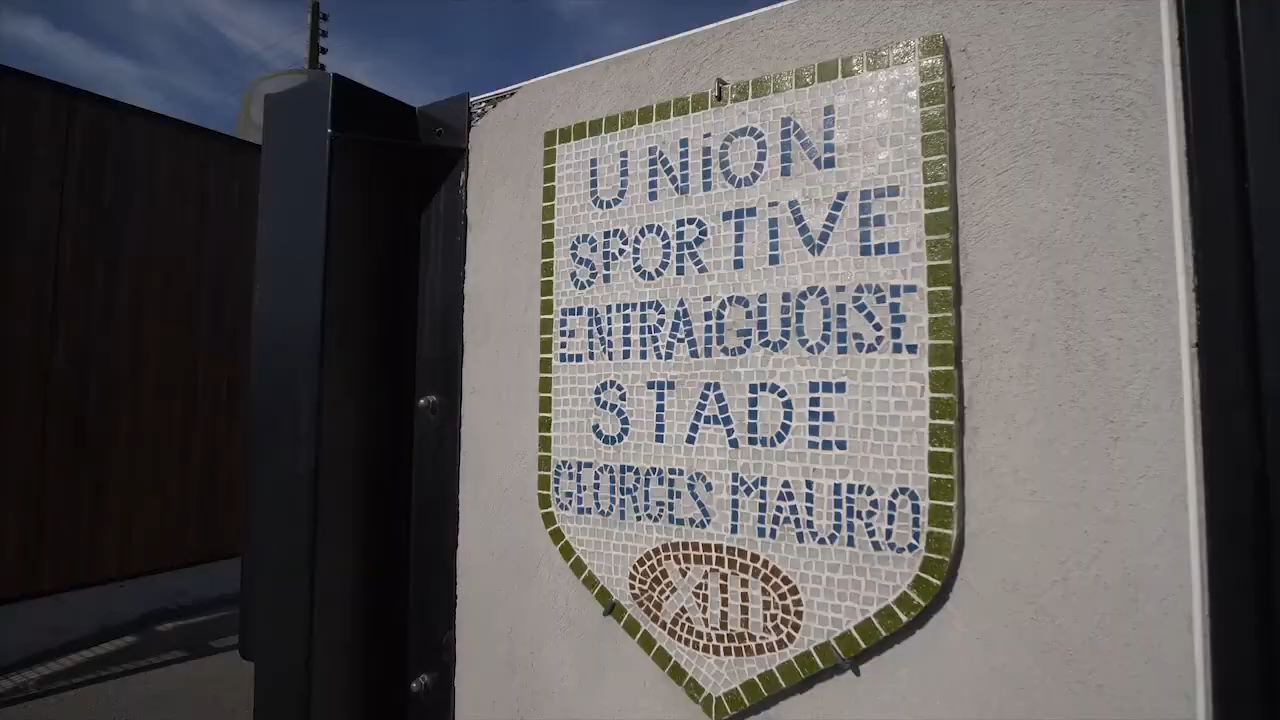 UNiON
SPORTiVE
ENTRAiGUOiSE
STADE
GEORGES MAURO
XIII